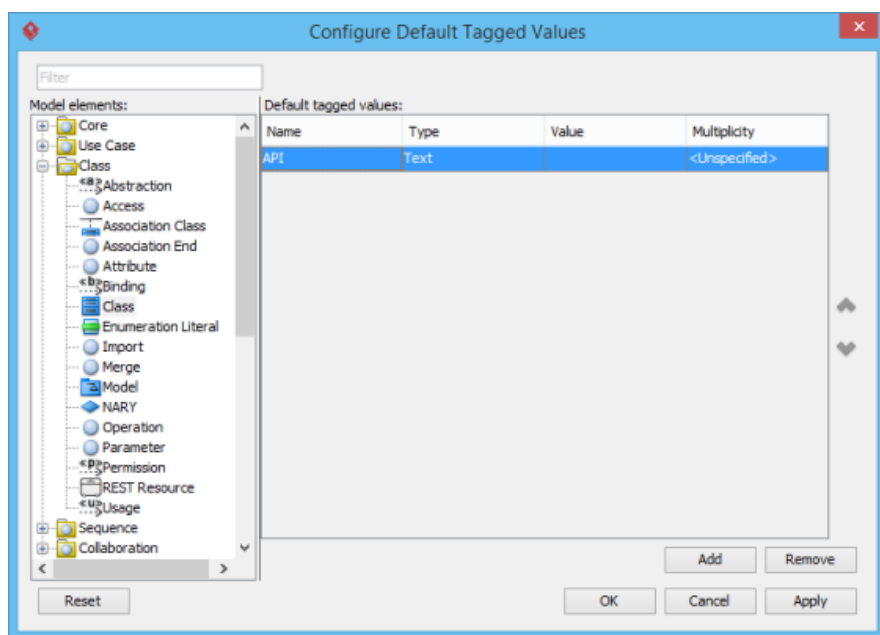 Configure Default Tagged Values
Filter
Model elements:
Default tagged values:
Core
Use Case
Class
Abstraction
Access
Association Class
Association End
Attribute
Binding
Class
Enumeration Literal
Import
Merge
Model
NARY
Operation
Parameter
Permission
REST Resource
Usage
Sequence
Collaboration
Name Type Value Multiplicity
API Text <Unspecified>
Add Remove
Reset OK Cancel Apply